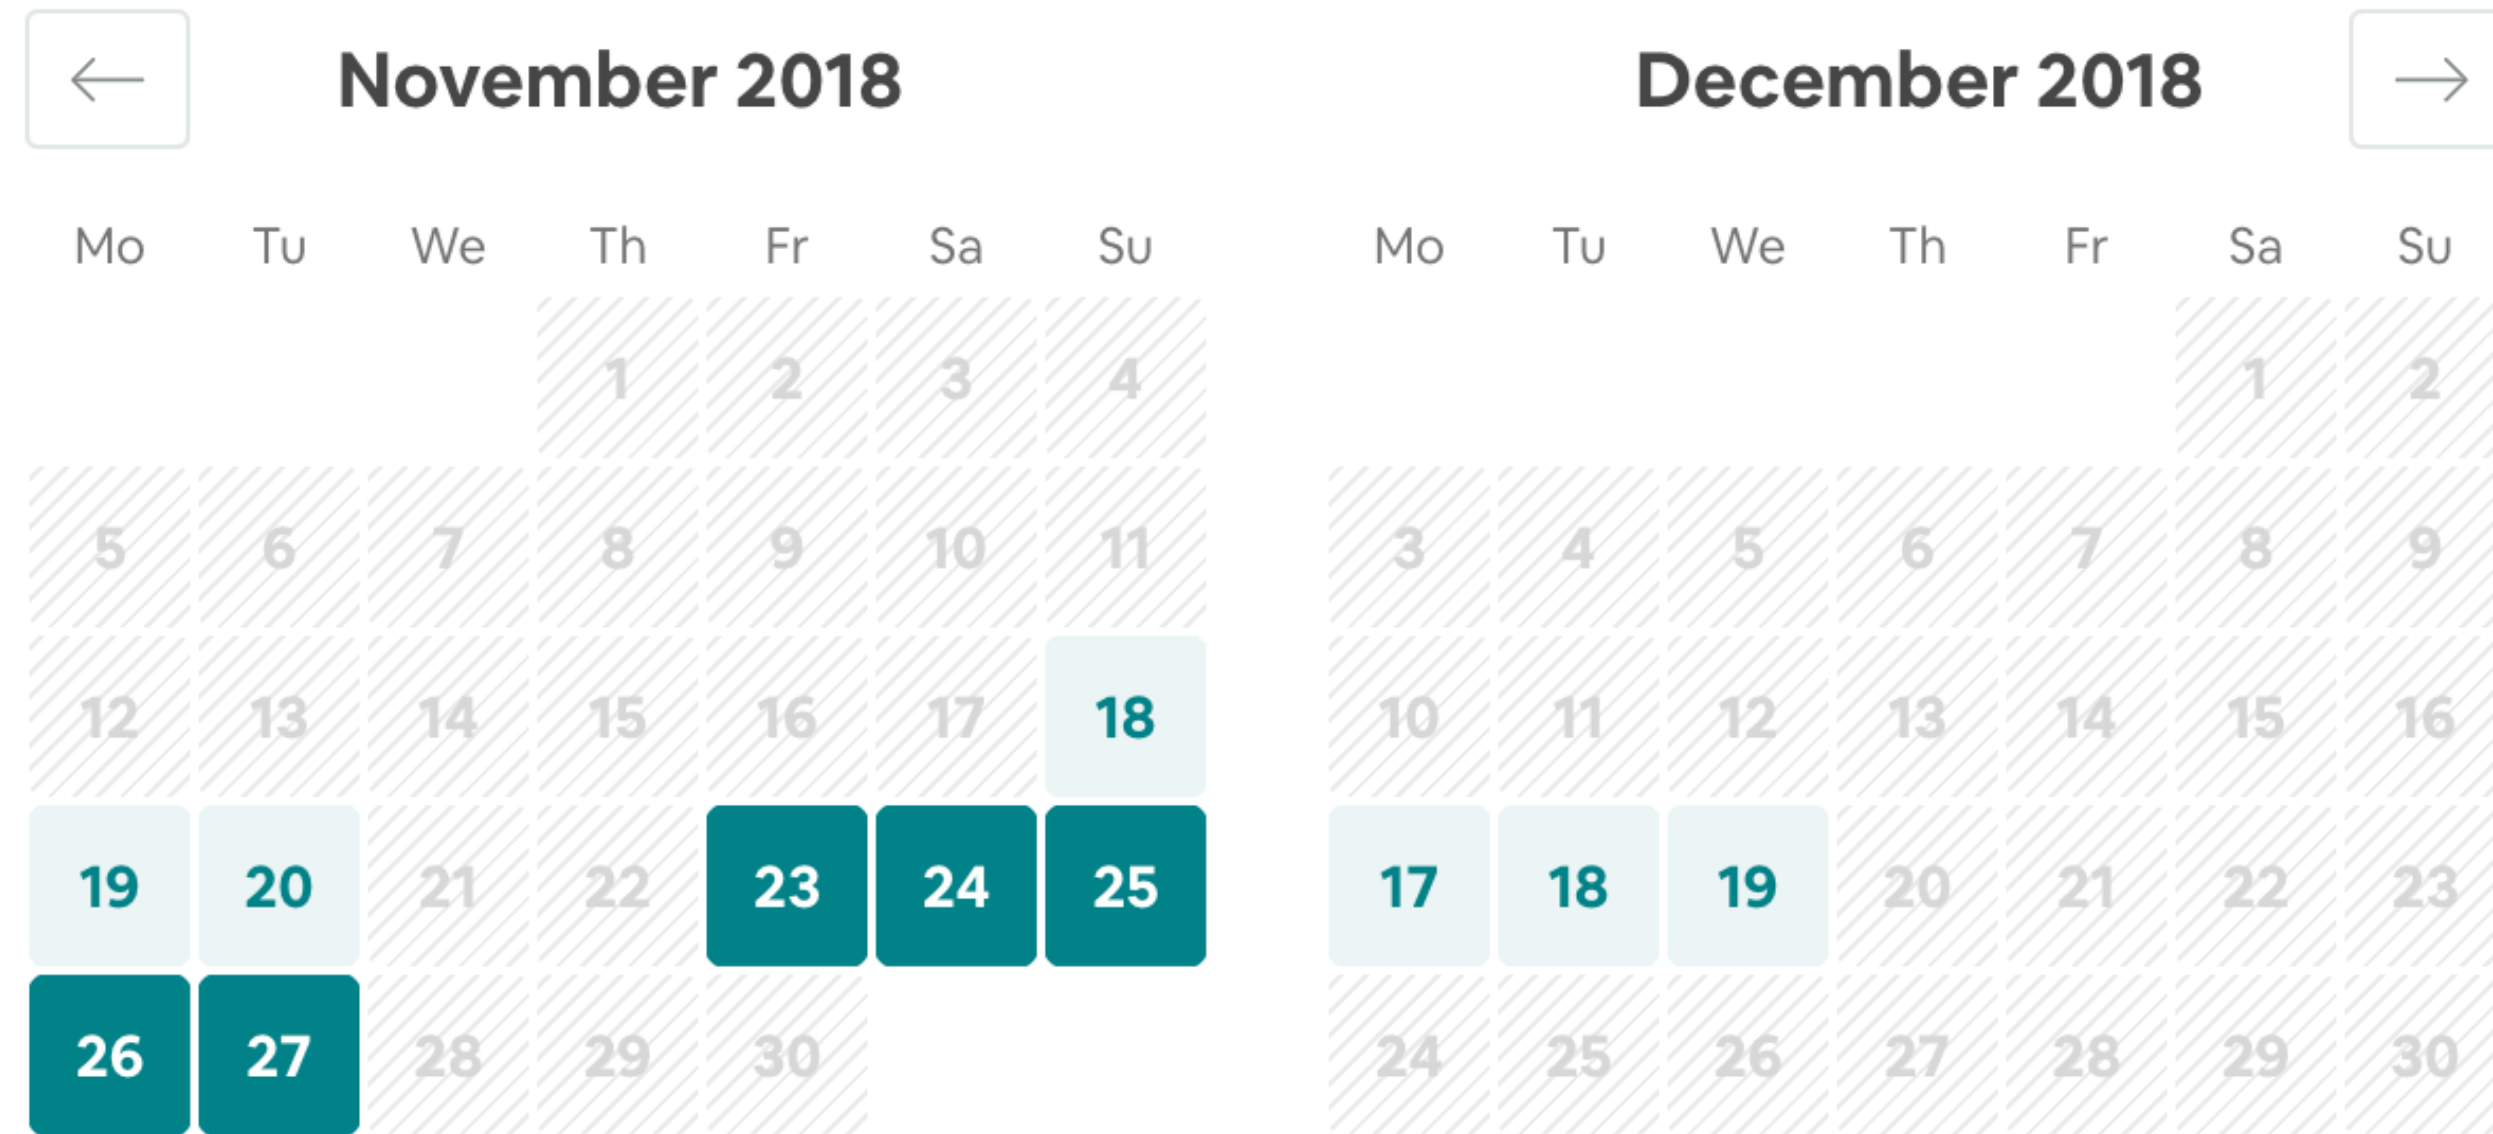 November 2018
Mo Tu We Th Fr Sa Su
1 2 3 4
5 6 7 8 9 10 11
12 13 14 15 16 17 18
19 20 21 22 23 24 25
26 27 28 29 30
December 2018
Mo Tu We Th Fr Sa Su
1 2
3 4 5 6 7 8 9
10 11 12 13 14 15 16
17 18 19 20 21 22 23
24 25 26 27 28 29 30